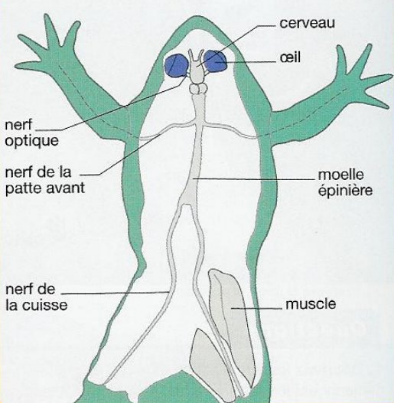 cerveau
œil
nerf
optique
nerf de la
patte avant
moelle
épinière
nerf de
la cuisse
muscle